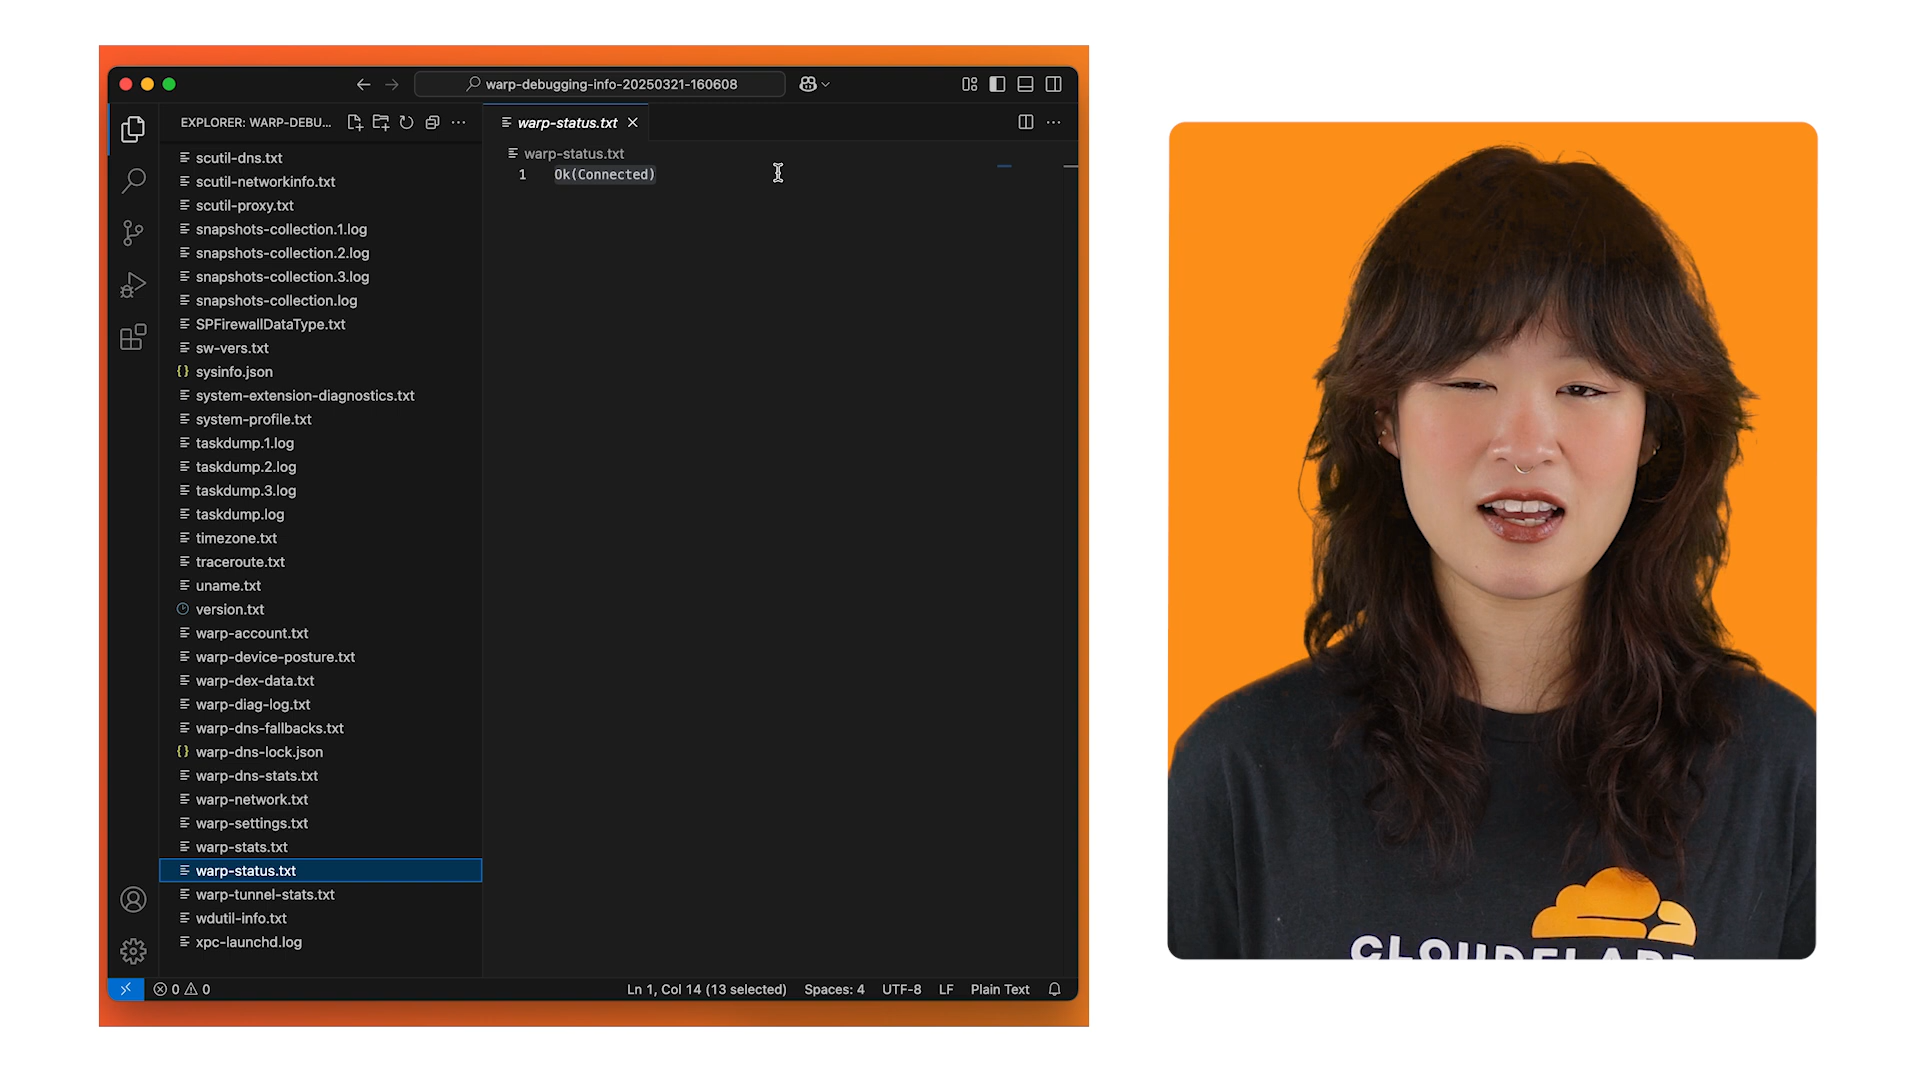 warp-debugging-info-20250321-160608
EXPLORER: WARP-DEBU...
warp-status.txt
scutil-dns.txt
scutil-networkinfo.txt
scutil-proxy.txt
snapshots-collection.1.log
snapshots-collection.2.log
snapshots-collection.3.log
snapshots-collection.log
SPFirewallDataType.txt
sw-vers.txt
sysinfo.json
system-extension-diagnostics.txt
system-profile.txt
taskdump.1.log
taskdump.2.log
taskdump.3.log
taskdump.log
timezone.txt
traceroute.txt
uname.txt
version.txt
warp-account.txt
warp-device-posture.txt
warp-dex-data.txt
warp-diag-log.txt
warp-dns-fallbacks.txt
warp-dns-lock.json
warp-dns-stats.txt
warp-network.txt
warp-settings.txt
warp-stats.txt
warp-status.txt
warp-tunnel-stats.txt
wdutil-info.txt
xpc-launchd.log
warp-status.txt
1 Ok(Connected)
0 0
Ln 1, Col 14 (13 selected) Spaces: 4 UTF-8 LF Plain Text
CLOUDFLARE